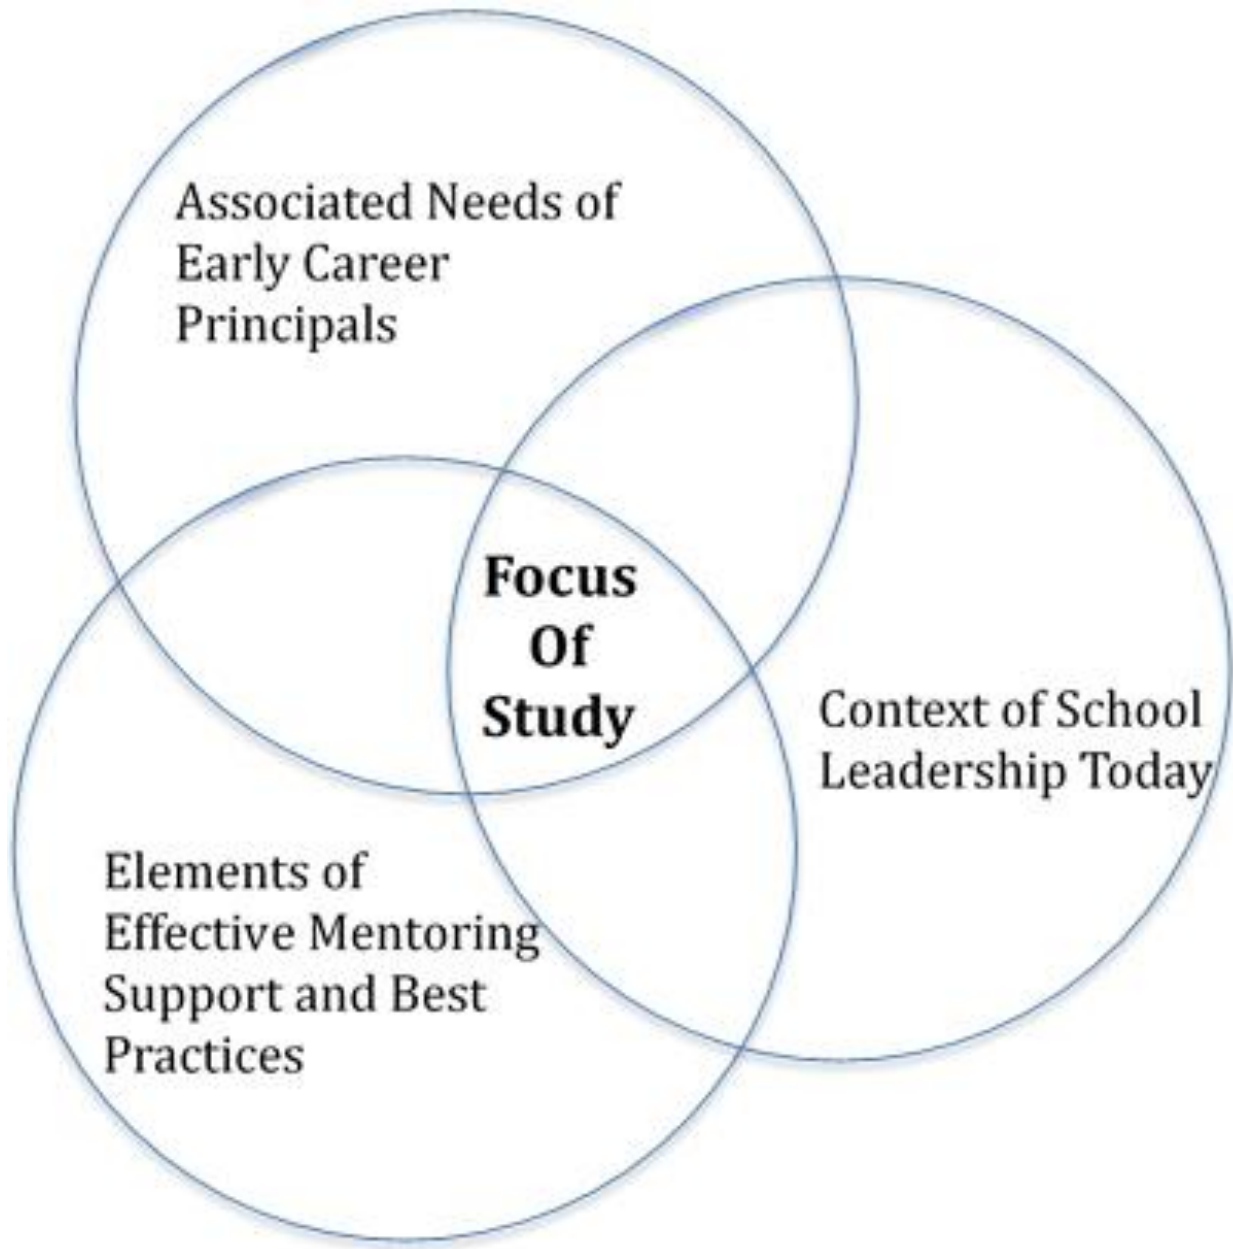 Associated Needs of
Early Career
Principals
Focus
Of
Study
Context of School
Leadership Today
Elements of
Effective Mentoring
Support and Best
Practices